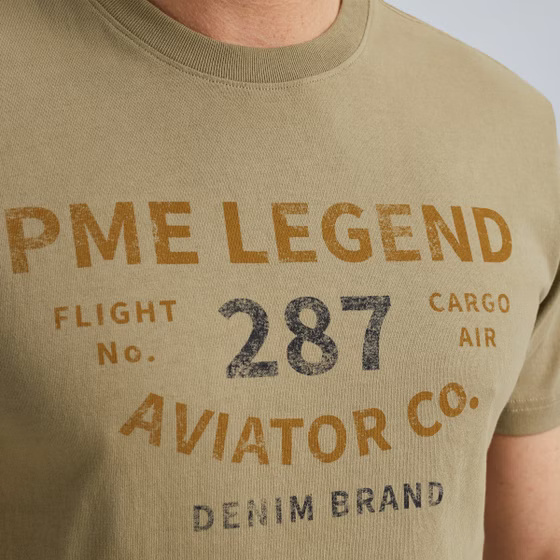 PME LEGEND
FLIGHT No.
287
CARGO AIR
AVIATOR CO.
DENIM BRAND